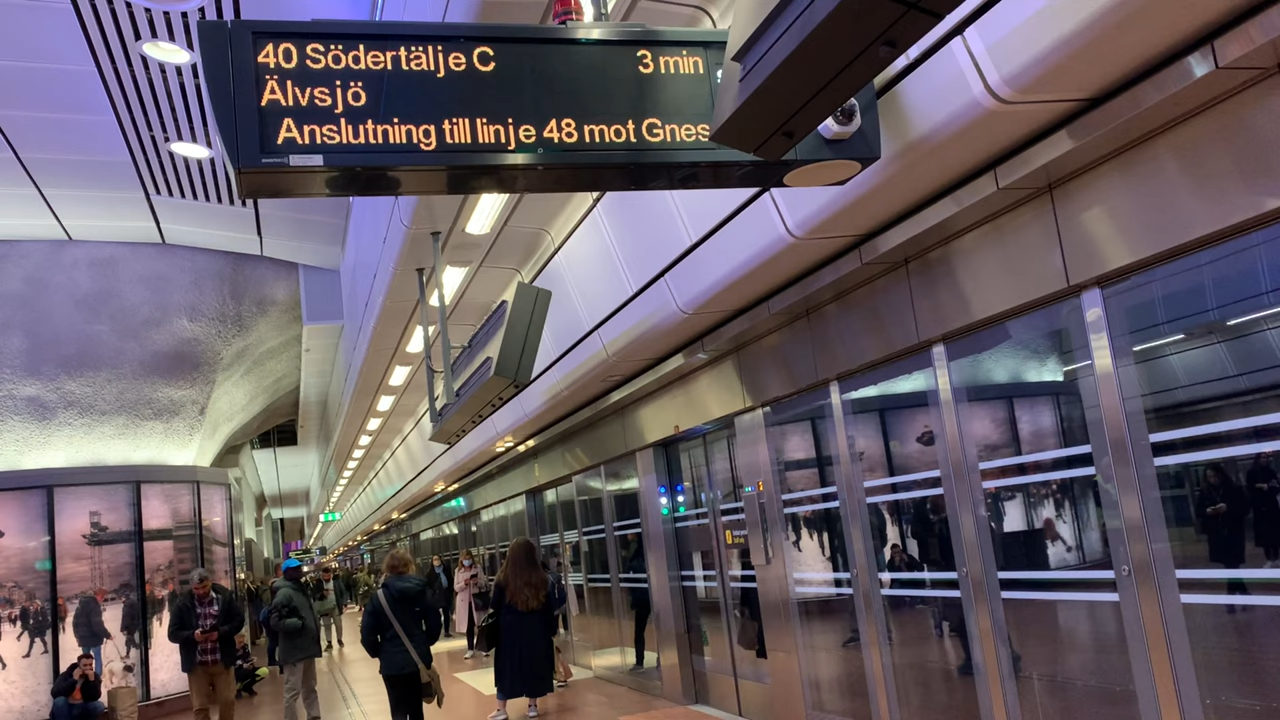 40 Södertälje C 3 min
Älvsjö
Anslutning till linje 48 mot Gnes